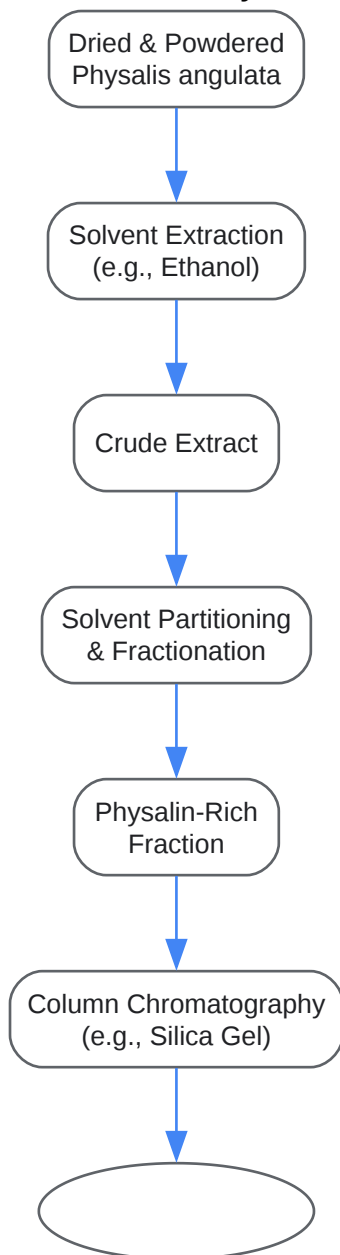 Dried & Powdered
Physalis angulata
Solvent Extraction
(e.g., Ethanol)
Crude Extract
Solvent Partitioning
& Fractionation
Physalin-Rich
Fraction
Column Chromatography
(e.g., Silica Gel)